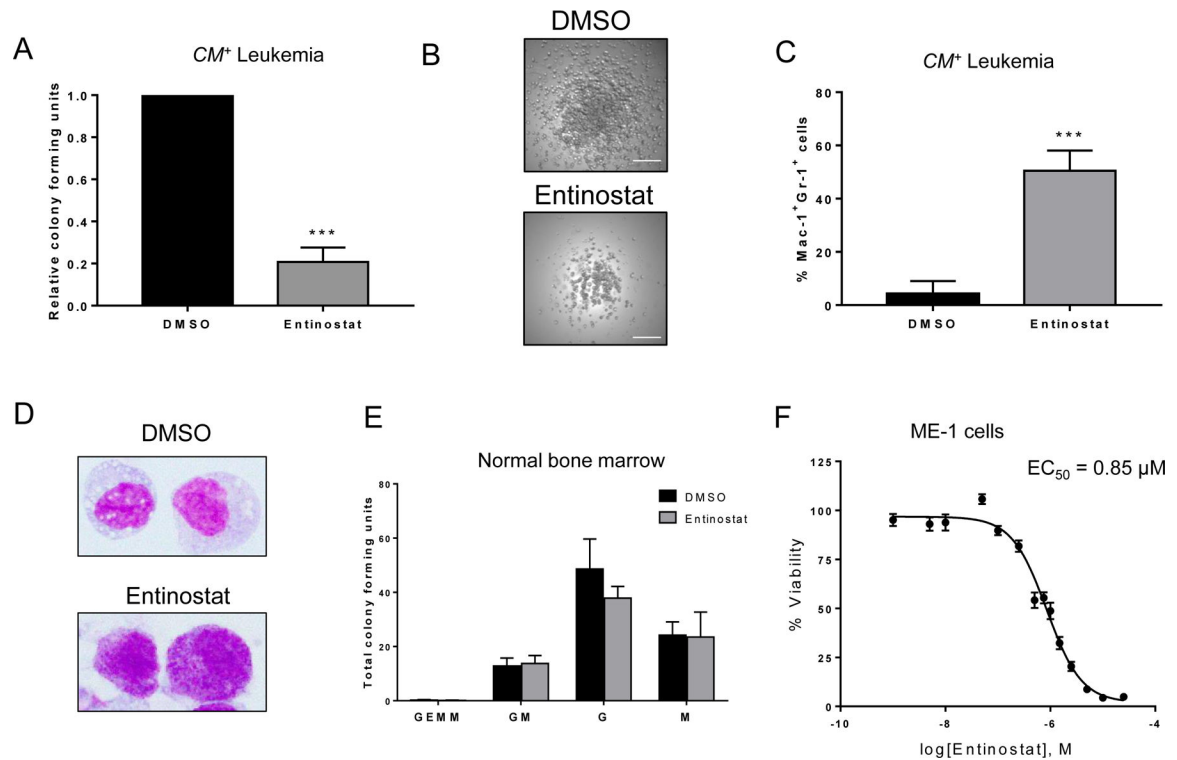 A
CM+ Leukemia
Relative colony forming units
1.0
0.8
0.6
0.4
0.2
0.0
***
DMSO
Entinostat
B
DMSO
Entinostat
C
CM+ Leukemia
% Mac-1+Gr-1+ cells
80
60
40
20
0
***
DMSO
Entinostat
D
DMSO
Entinostat
E
Normal bone marrow
Total colony forming units
80
60
40
20
0
DMSO
Entinostat
GEMM
GM
G
M
F
ME-1 cells
EC50 = 0.85 µM
% Viability
125
100
75
50
25
0
-10
-8
-6
-4
log[Entinostat], M